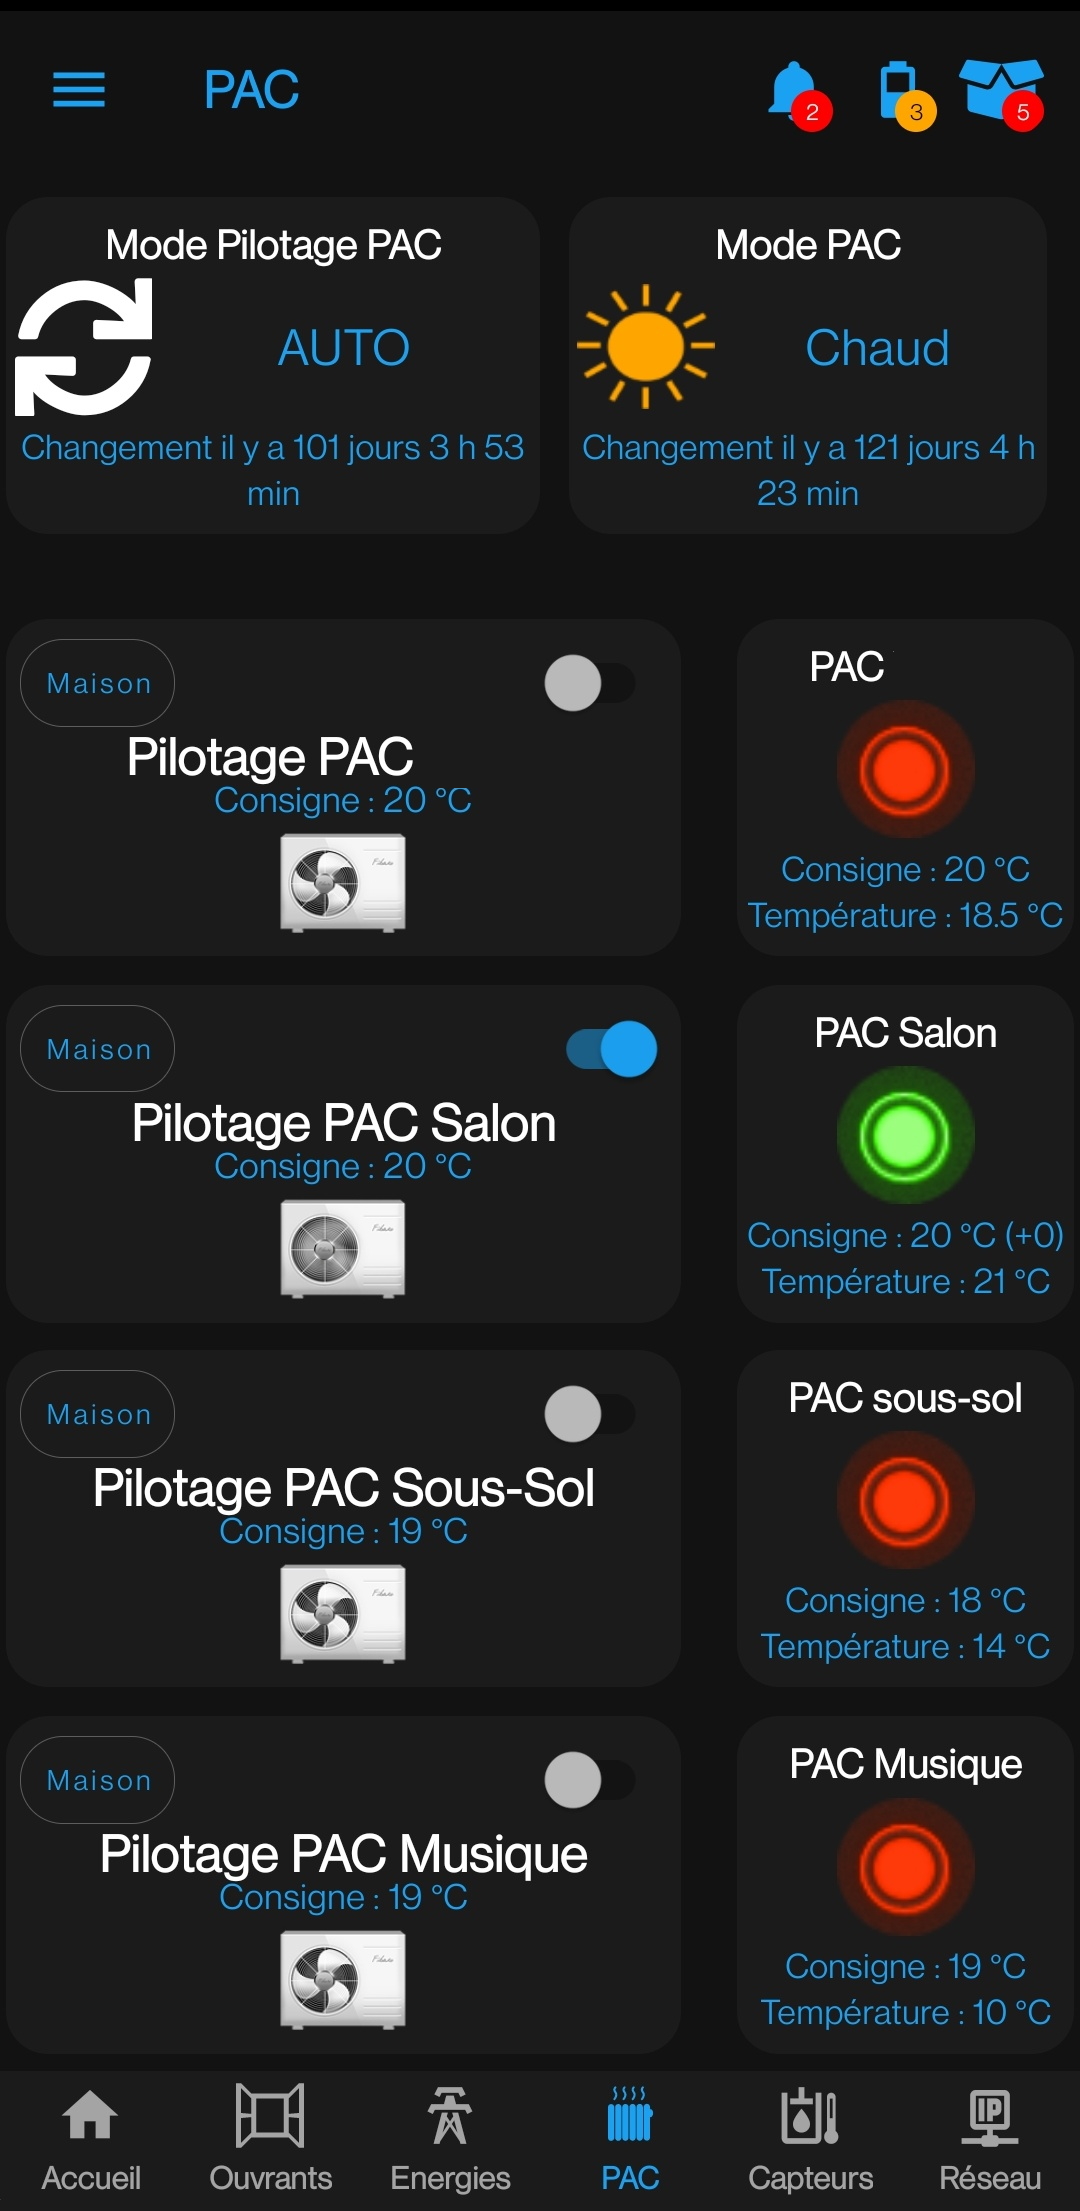 PAC
2
3
5
Mode Pilotage PAC
AUTO
Changement il y a 101 jours 3 h 53
min
Mode PAC
Chaud
Changement il y a 121 jours 4 h
23 min
Maison
Pilotage PAC
Consigne : 20 °C
PAC
Consigne : 20 °C
Température : 18.5 °C
Maison
Pilotage PAC Salon
Consigne : 20 °C
PAC Salon
Consigne : 20 °C (+0)
Température : 21 °C
Maison
Pilotage PAC Sous-Sol
Consigne : 19 °C
PAC sous-sol
Consigne : 18 °C
Température : 14 °C
Maison
Pilotage PAC Musique
Consigne : 19 °C
PAC Musique
Consigne : 19 °C
Température : 10 °C
IP
Accueil
Ouvrants
Energies
PAC
Capteurs
Réseau